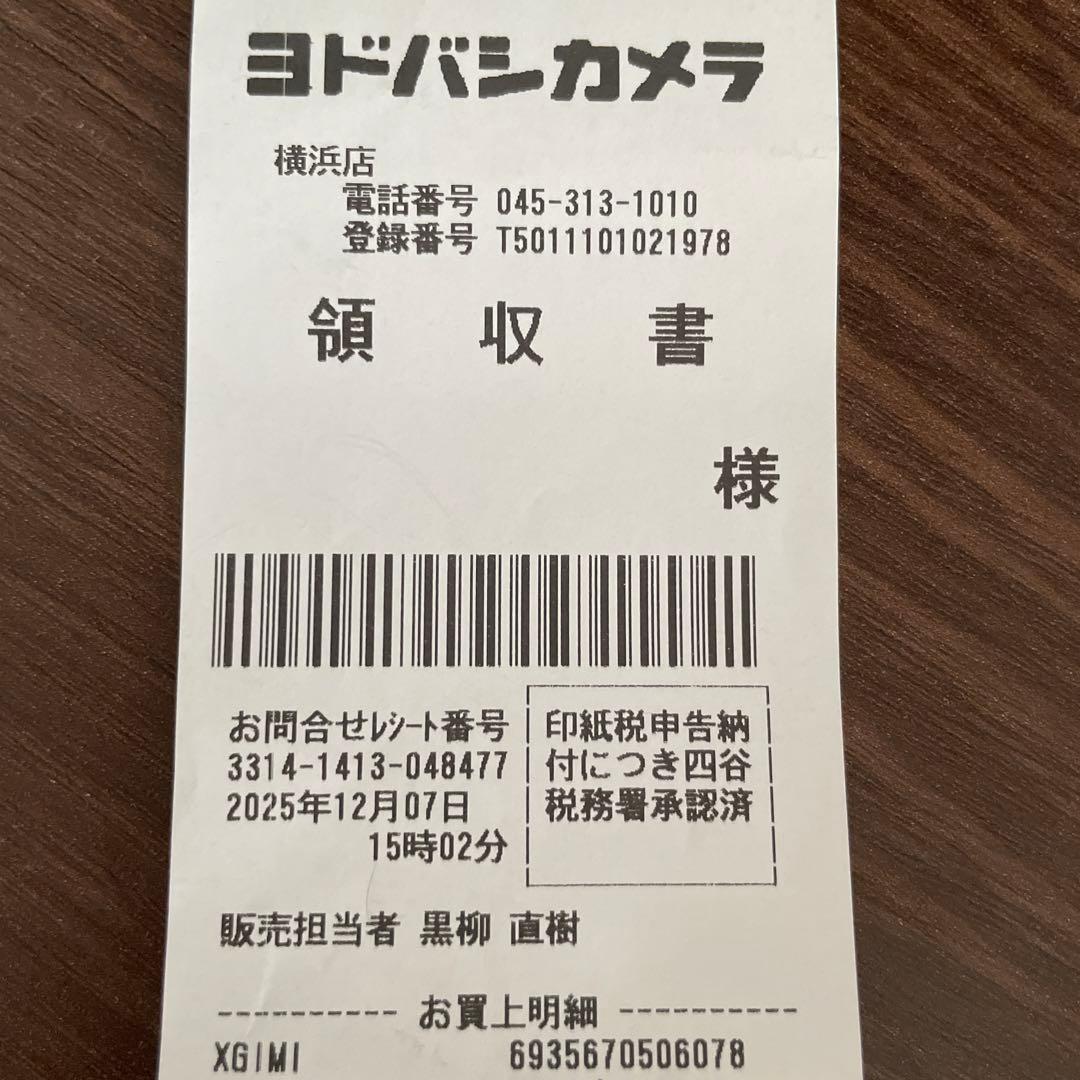 ヨドバシカメラ
横浜店
電話番号 045-313-1010
登録番号 T5011101021978
領 収 書
様
お問合せﾚｼｰﾄ番号
3314-1413-048477
2025年12月07日
15時02分
印紙税申告納
付につき四谷
税務署承認済
販売担当者 黒柳 直樹
---------- お買上明細 ----------
XGIMI 6935670506078